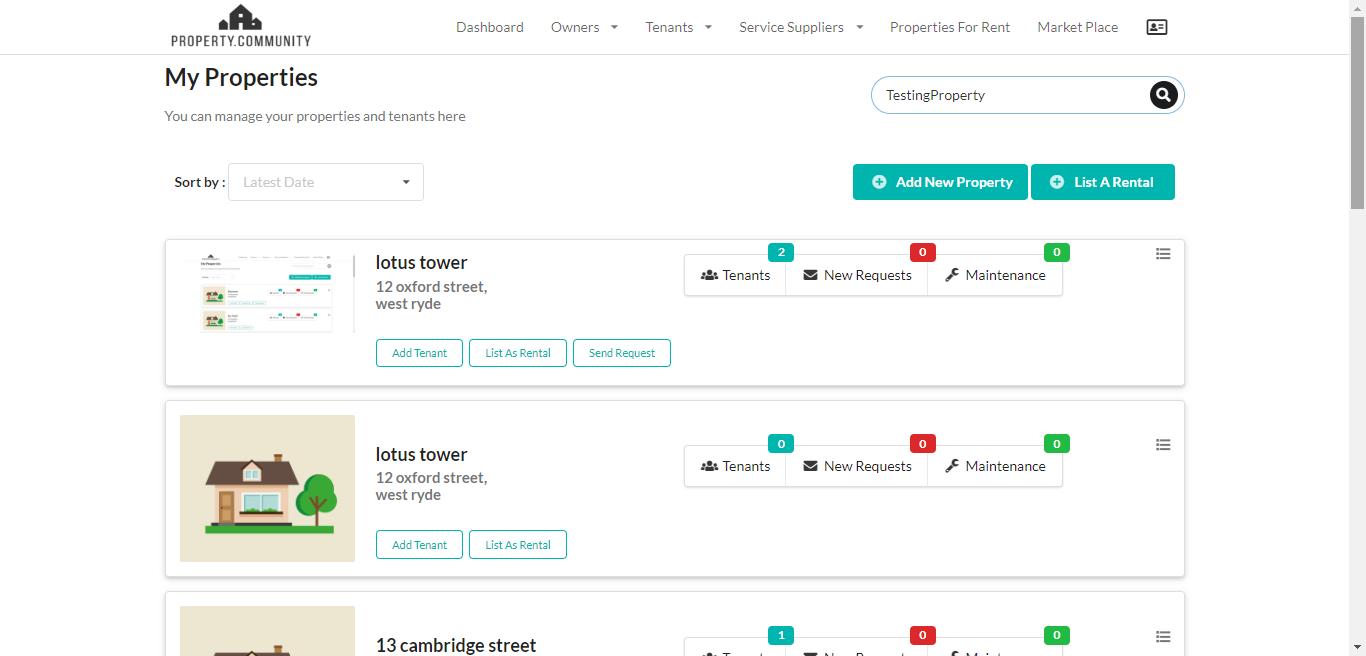 PROPERTY.COMMUNITY
Dashboard Owners Tenants Service Suppliers Properties For Rent Market Place
My Properties
TestingProperty
You can manage your properties and tenants here
Sort by : Latest Date
Add New Property List A Rental
lotus tower
12 oxford street,
west ryde
2 0 0
Tenants New Requests Maintenance
Add Tenant List As Rental Send Request
lotus tower
12 oxford street,
west ryde
0 0 0
Tenants New Requests Maintenance
Add Tenant List As Rental
13 cambridge street
1 0 0